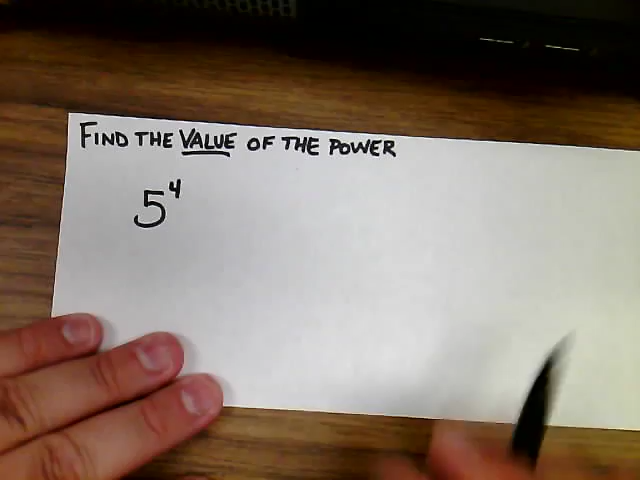 FIND THE VALUE OF THE POWER
5⁴